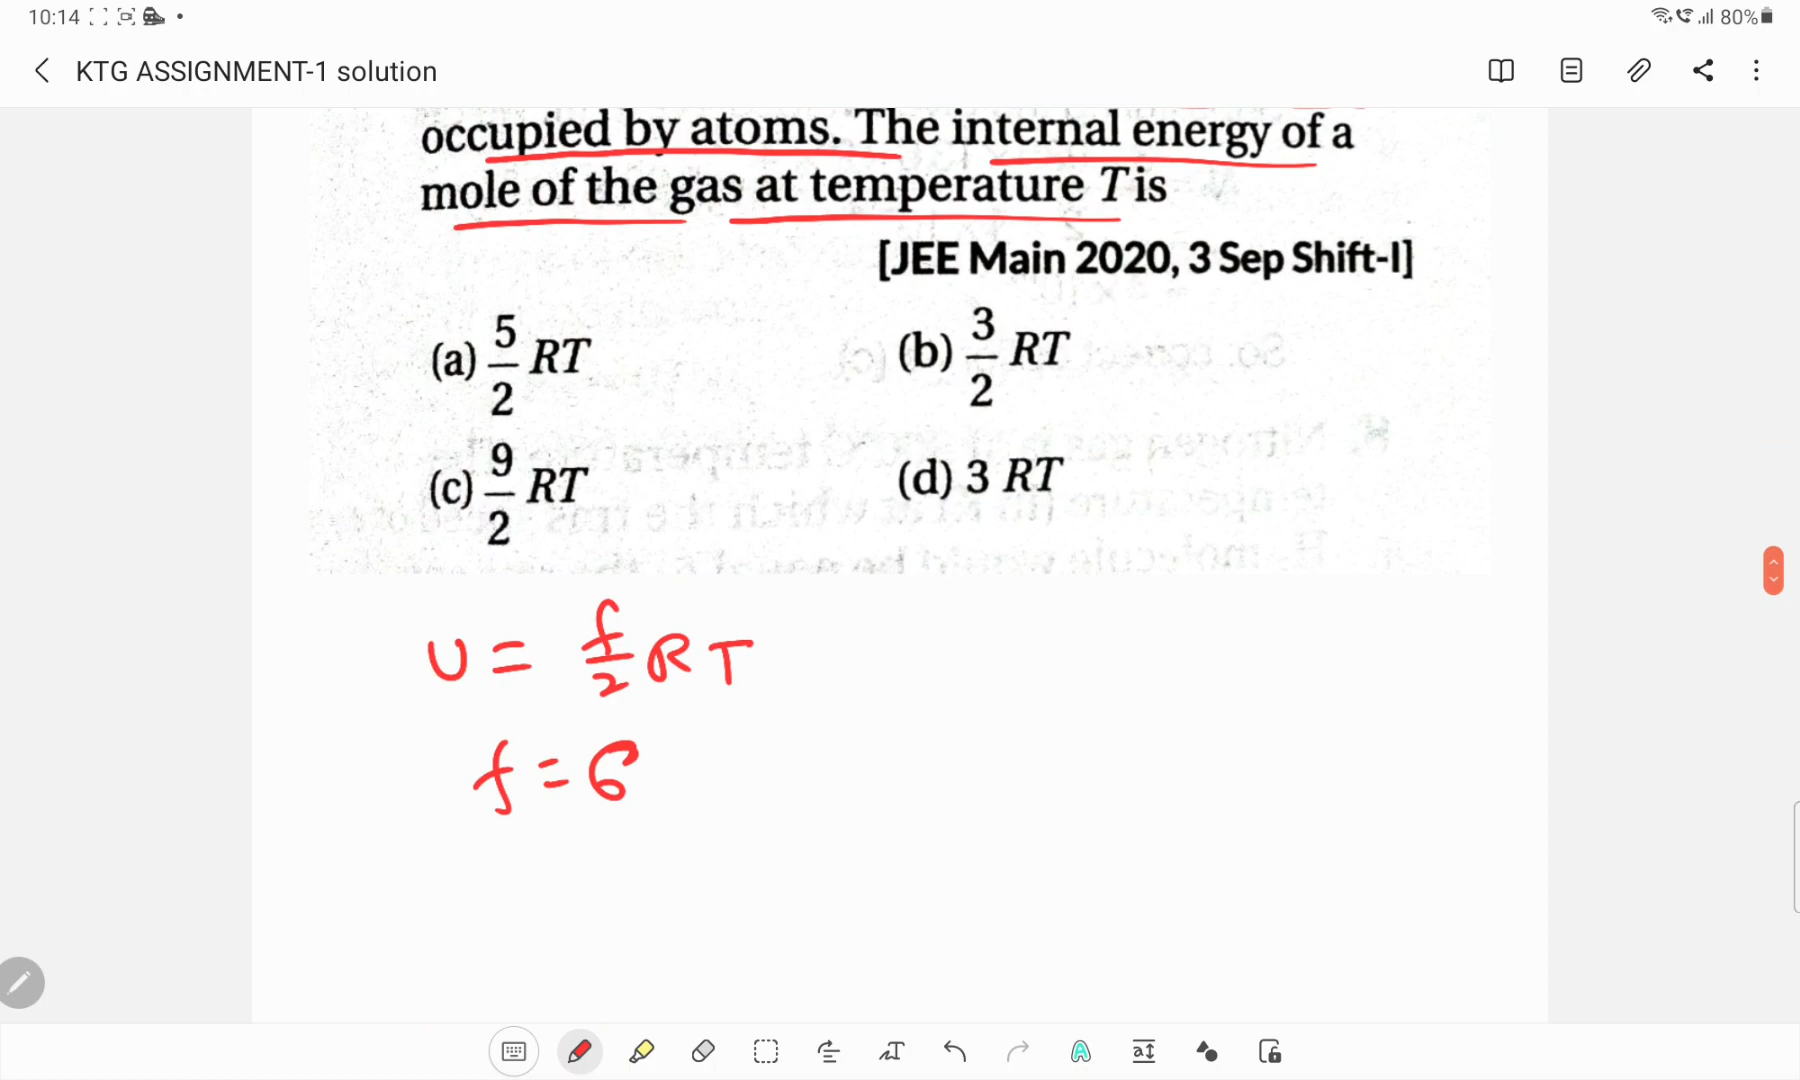 10:14
80%
KTG ASSIGNMENT-1 solution
occupied by atoms. The internal energy of a
mole of the gas at temperature T is
[JEE Main 2020, 3 Sep Shift-I]
(a) 5/2 RT (b) 3/2 RT
(c) 9/2 RT (d) 3 RT
U = f/2 RT
f = 6